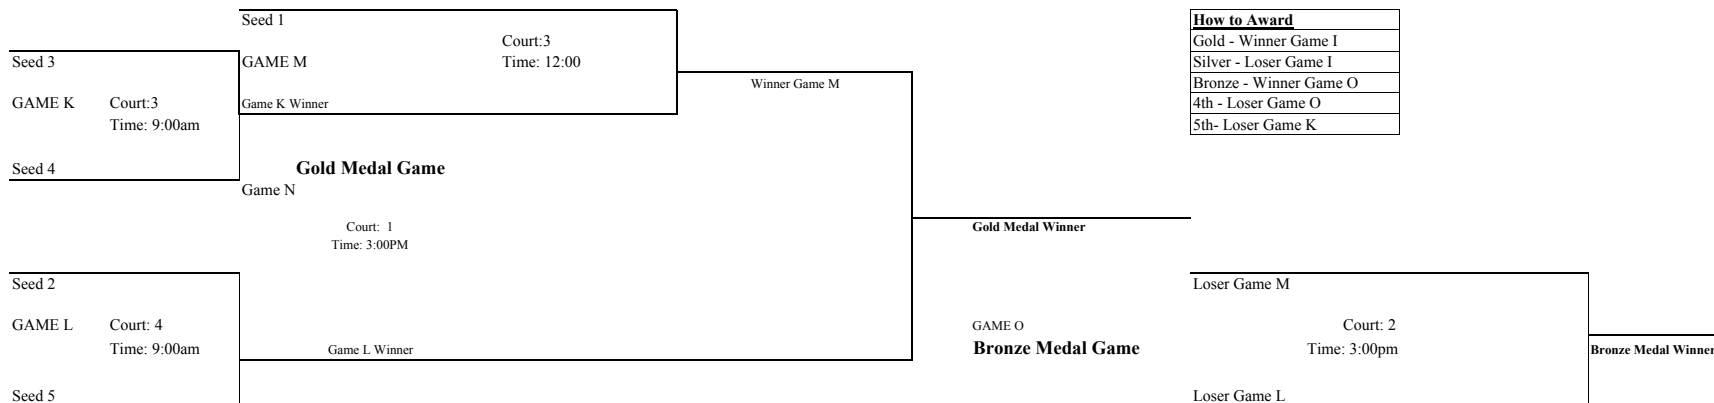 Seed 1
How to Award
Court:3
Gold - Winner Game I
Seed 3
GAME M
Time: 12:00
Silver - Loser Game I
Winner Game M
Bronze - Winner Game O
GAME K
Court:3
Game K Winner
4th - Loser Game O
Time: 9:00am
5th- Loser Game K
Seed 4
Gold Medal Game
Game N
Court: 1
Gold Medal Winner
Time: 3:00PM
Seed 2
Loser Game M
GAME L
Court: 4
GAME O
Court: 2
Time: 9:00am
Game L Winner
Bronze Medal Game
Time: 3:00pm
Bronze Medal Winner
Seed 5
Loser Game L